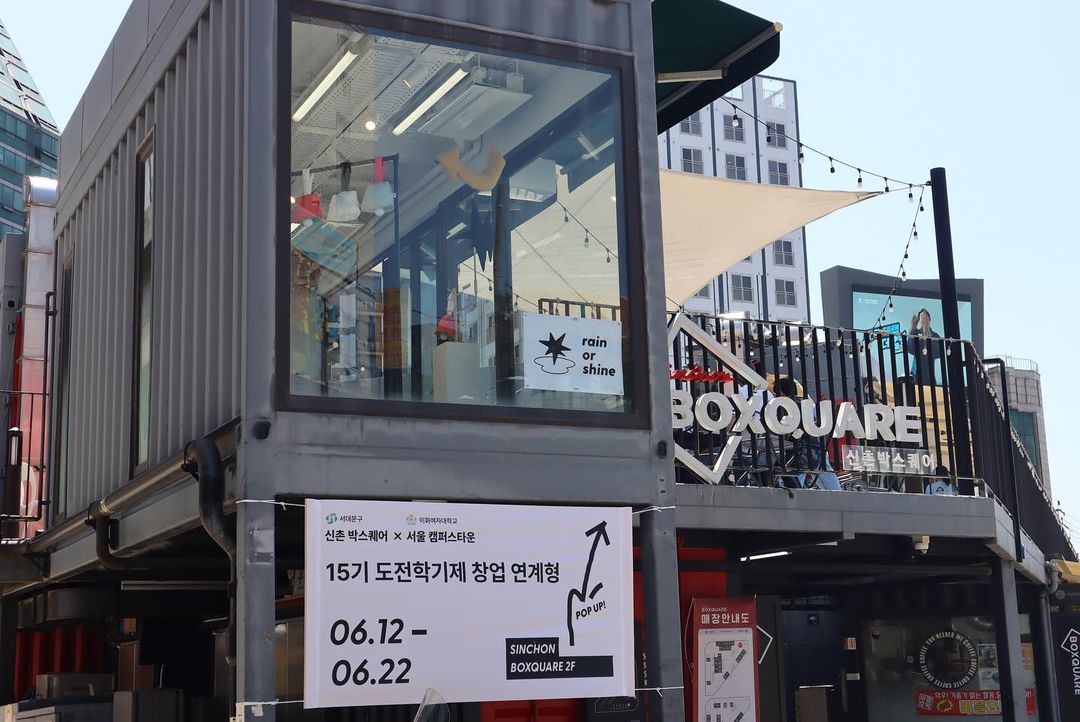 rain
or
shine
BOXQUARE
신촌박스퀘어
서대문구 이화여자대학교
신촌 박스퀘어 × 서울 캠퍼스타운
15기 도전학기제 창업 연계형
POP UP!
06.12 –
06.22
SINCHON
BOXQUARE 2F
BOXQUARE
매장안내도
BOXQUARE